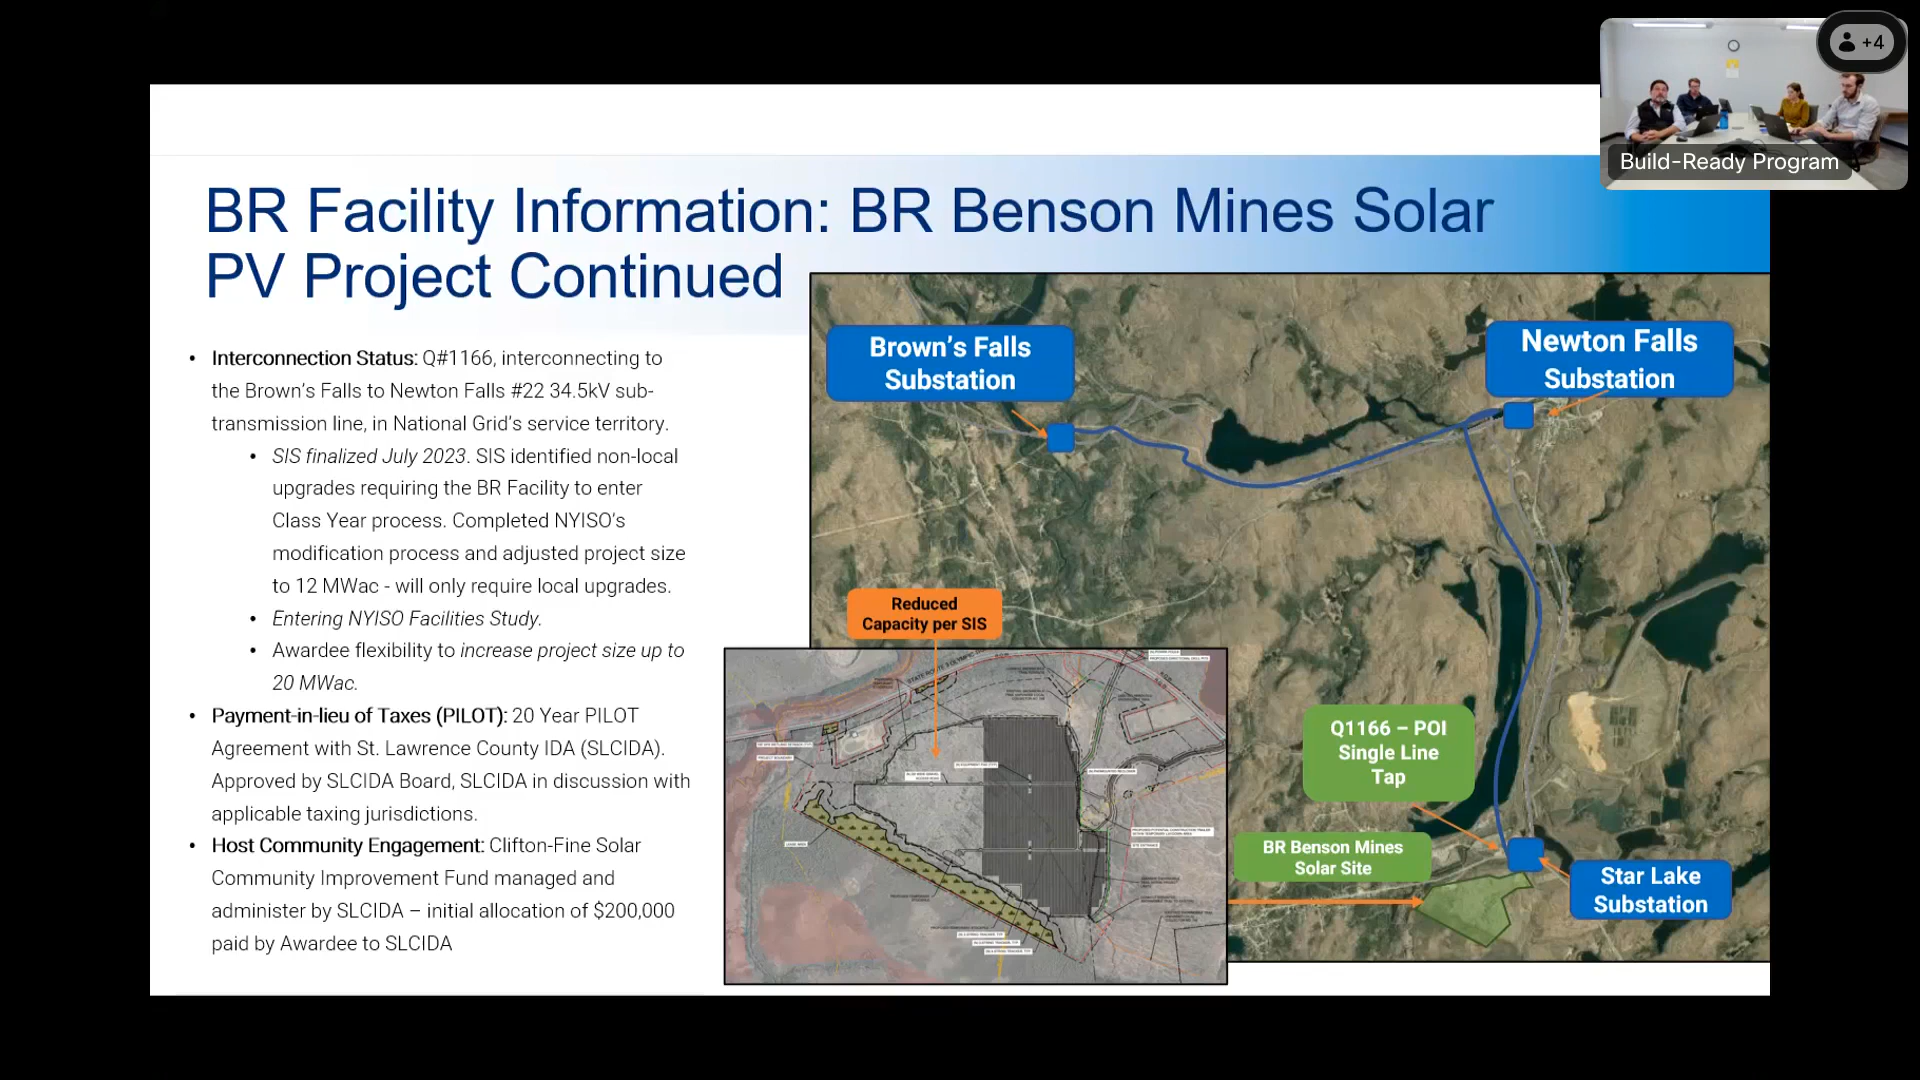 +4
Build-Ready Program
BR Facility Information: BR Benson Mines Solar
PV Project Continued
• Interconnection Status: Q#1166, interconnecting to
the Brown's Falls to Newton Falls #22 34.5kV sub-
transmission line, in National Grid's service territory.
• SIS finalized July 2023. SIS identified non-local
upgrades requiring the BR Facility to enter
Class Year process. Completed NYISO's
modification process and adjusted project size
to 12 MWac - will only require local upgrades.
• Entering NYISO Facilities Study.
• Awardee flexibility to increase project size up to
20 MWac.
• Payment-in-lieu of Taxes (PILOT): 20 Year PILOT
Agreement with St. Lawrence County IDA (SLCIDA).
Approved by SLCIDA Board, SLCIDA in discussion with
applicable taxing jurisdictions.
• Host Community Engagement: Clifton-Fine Solar
Community Improvement Fund managed and
administer by SLCIDA – initial allocation of $200,000
paid by Awardee to SLCIDA
Brown's Falls
Substation
Newton Falls
Substation
Reduced
Capacity per SIS
Q1166 – POI
Single Line
Tap
BR Benson Mines
Solar Site
Star Lake
Substation